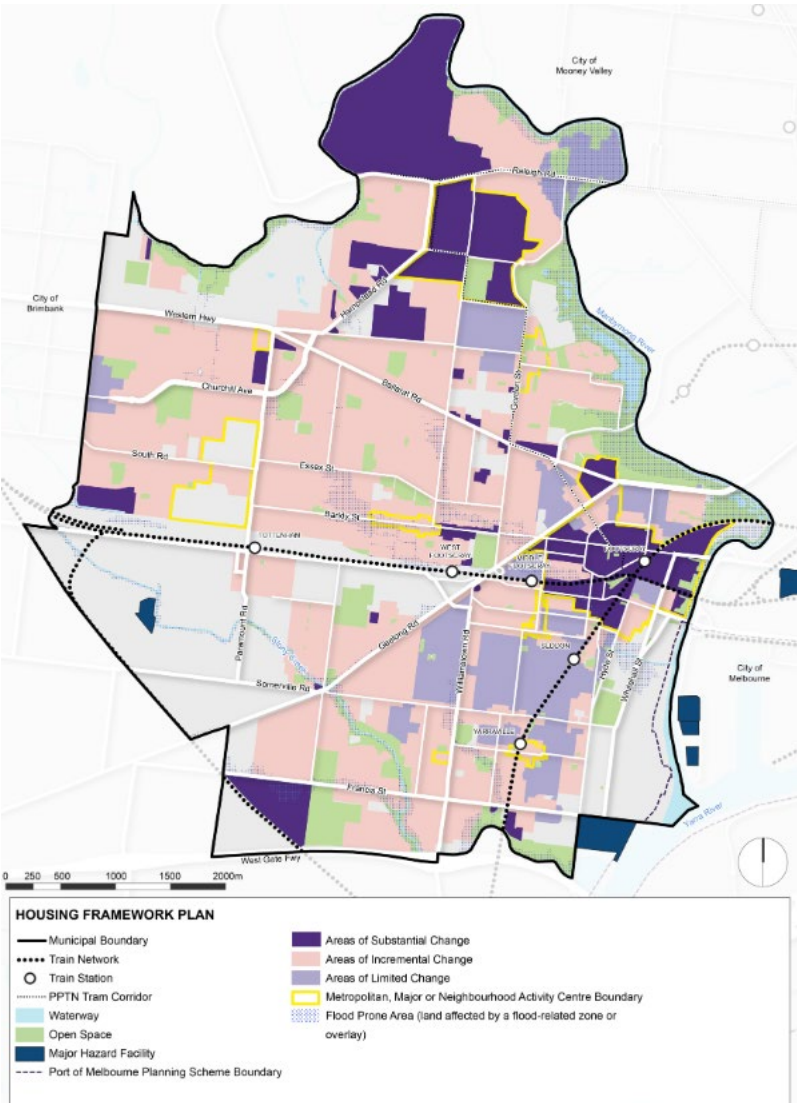 City of
Mooney Valley
Raleigh Rd
City of
Brimbank
Hampstead Rd
Maribyrnong River
Western Hwy
Churchill Ave
Ballarat Rd
Gordon St
South Rd
Essex St
Barkly St
TOTTENHAM
WEST
FOOTSCRAY
MIDDLE
FOOTSCRAY
FOOTSCRAY
Paramount Rd
Geelong Rd
Williamstown Rd
SEDDON
Hyde St
Whitehall St
City of
Melbourne
Stony Creek
Somerville Rd
YARRAVILLE
Francis St
Yarra River
West Gate Fwy
0 250 500 1000 1500 2000m
HOUSING FRAMEWORK PLAN
Municipal Boundary
Train Network
Train Station
PPTN Tram Corridor
Waterway
Open Space
Major Hazard Facility
Port of Melbourne Planning Scheme Boundary
Areas of Substantial Change
Areas of Incremental Change
Areas of Limited Change
Metropolitan, Major or Neighbourhood Activity Centre Boundary
Flood Prone Area (land affected by a flood-related zone or
overlay)